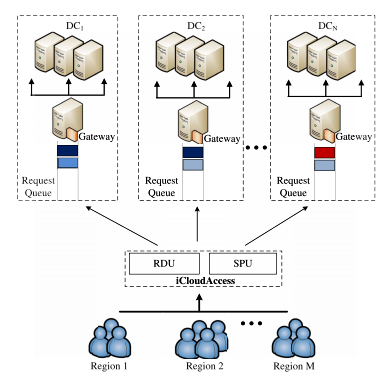 DC1 DC2 DCN
Gateway Gateway Gateway
Request Request Request
Queue Queue Queue
RDU SPU
iCloudAccess
Region 1 Region 2 Region M